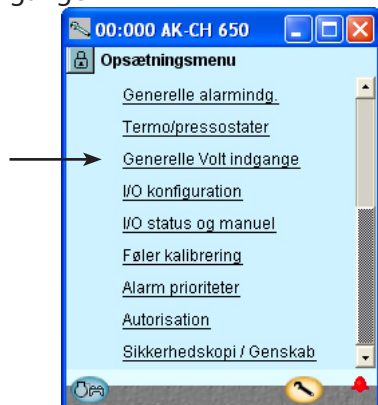 00:000 AK-CH 650
Opsætningsmenu
Generelle alarmindg.
Termo/pressostater
Generelle Volt indgange
I/O konfiguration
I/O status og manuel
Føler kalibrering
Alarm prioriteter
Autorisation
Sikkerhedskopi / Genskab